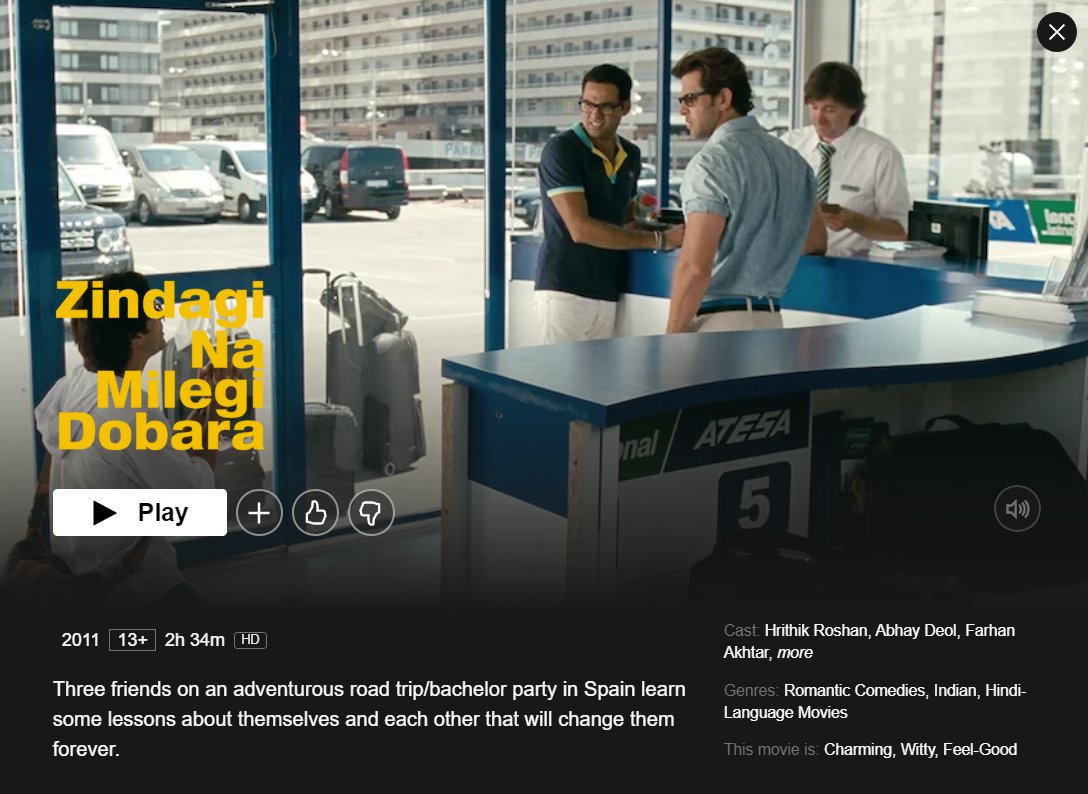 Zindagi
Na
Milegi
Dobara
nal
ATESA
5
Play
2011 13+ 2h 34m HD
Three friends on an adventurous road trip/bachelor party in Spain learn
some lessons about themselves and each other that will change them
forever.
Cast: Hrithik Roshan, Abhay Deol, Farhan
Akhtar, more
Genres: Romantic Comedies, Indian, Hindi-
Language Movies
This movie is: Charming, Witty, Feel-Good